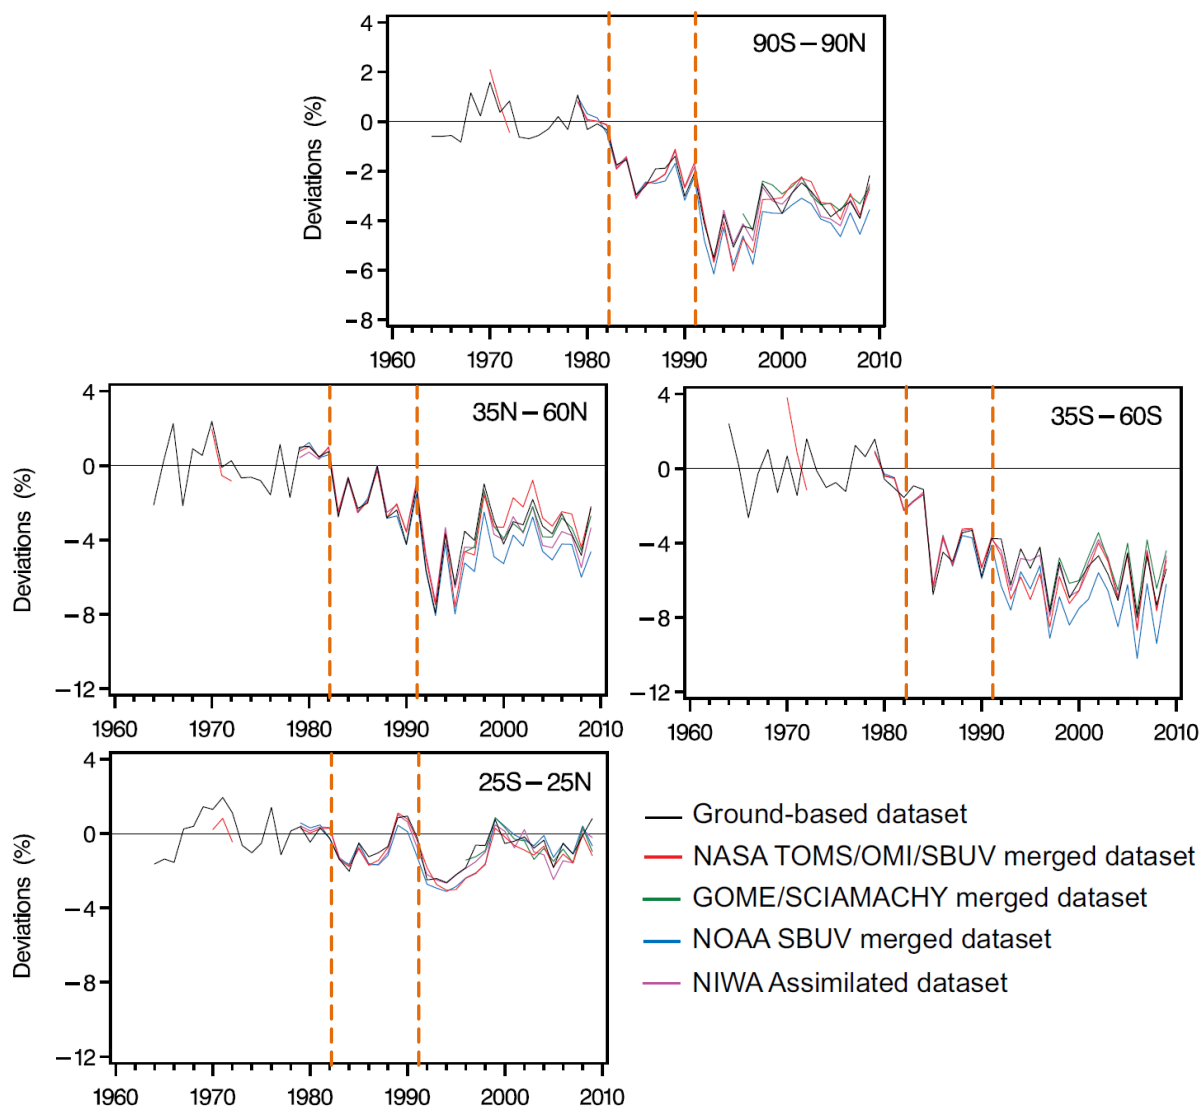 90S – 90N
Deviations (%)
4
2
0
−2
−4
−6
−8
1960 1970 1980 1990 2000 2010
35N – 60N
Deviations (%)
4
0
−4
−8
−12
1960 1970 1980 1990 2000 2010
35S – 60S
4
0
−4
−8
−12
1960 1970 1980 1990 2000 2010
25S – 25N
Deviations (%)
4
0
−4
−8
−12
1960 1970 1980 1990 2000 2010
Ground-based dataset
NASA TOMS/OMI/SBUV merged dataset
GOME/SCIAMACHY merged dataset
NOAA SBUV merged dataset
NIWA Assimilated dataset